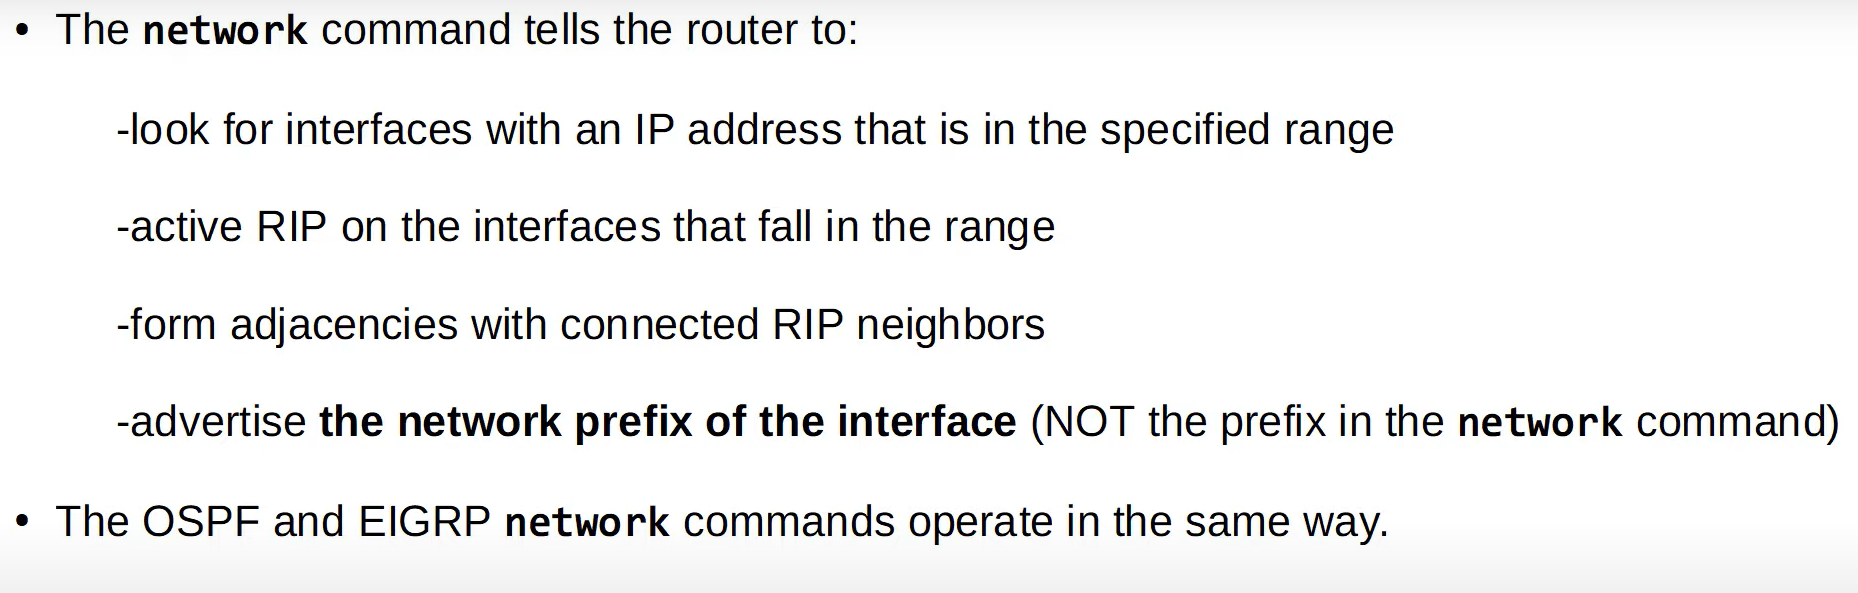 • The network command tells the router to:
-look for interfaces with an IP address that is in the specified range
-active RIP on the interfaces that fall in the range
-form adjacencies with connected RIP neighbors
-advertise the network prefix of the interface (NOT the prefix in the network command)
• The OSPF and EIGRP network commands operate in the same way.